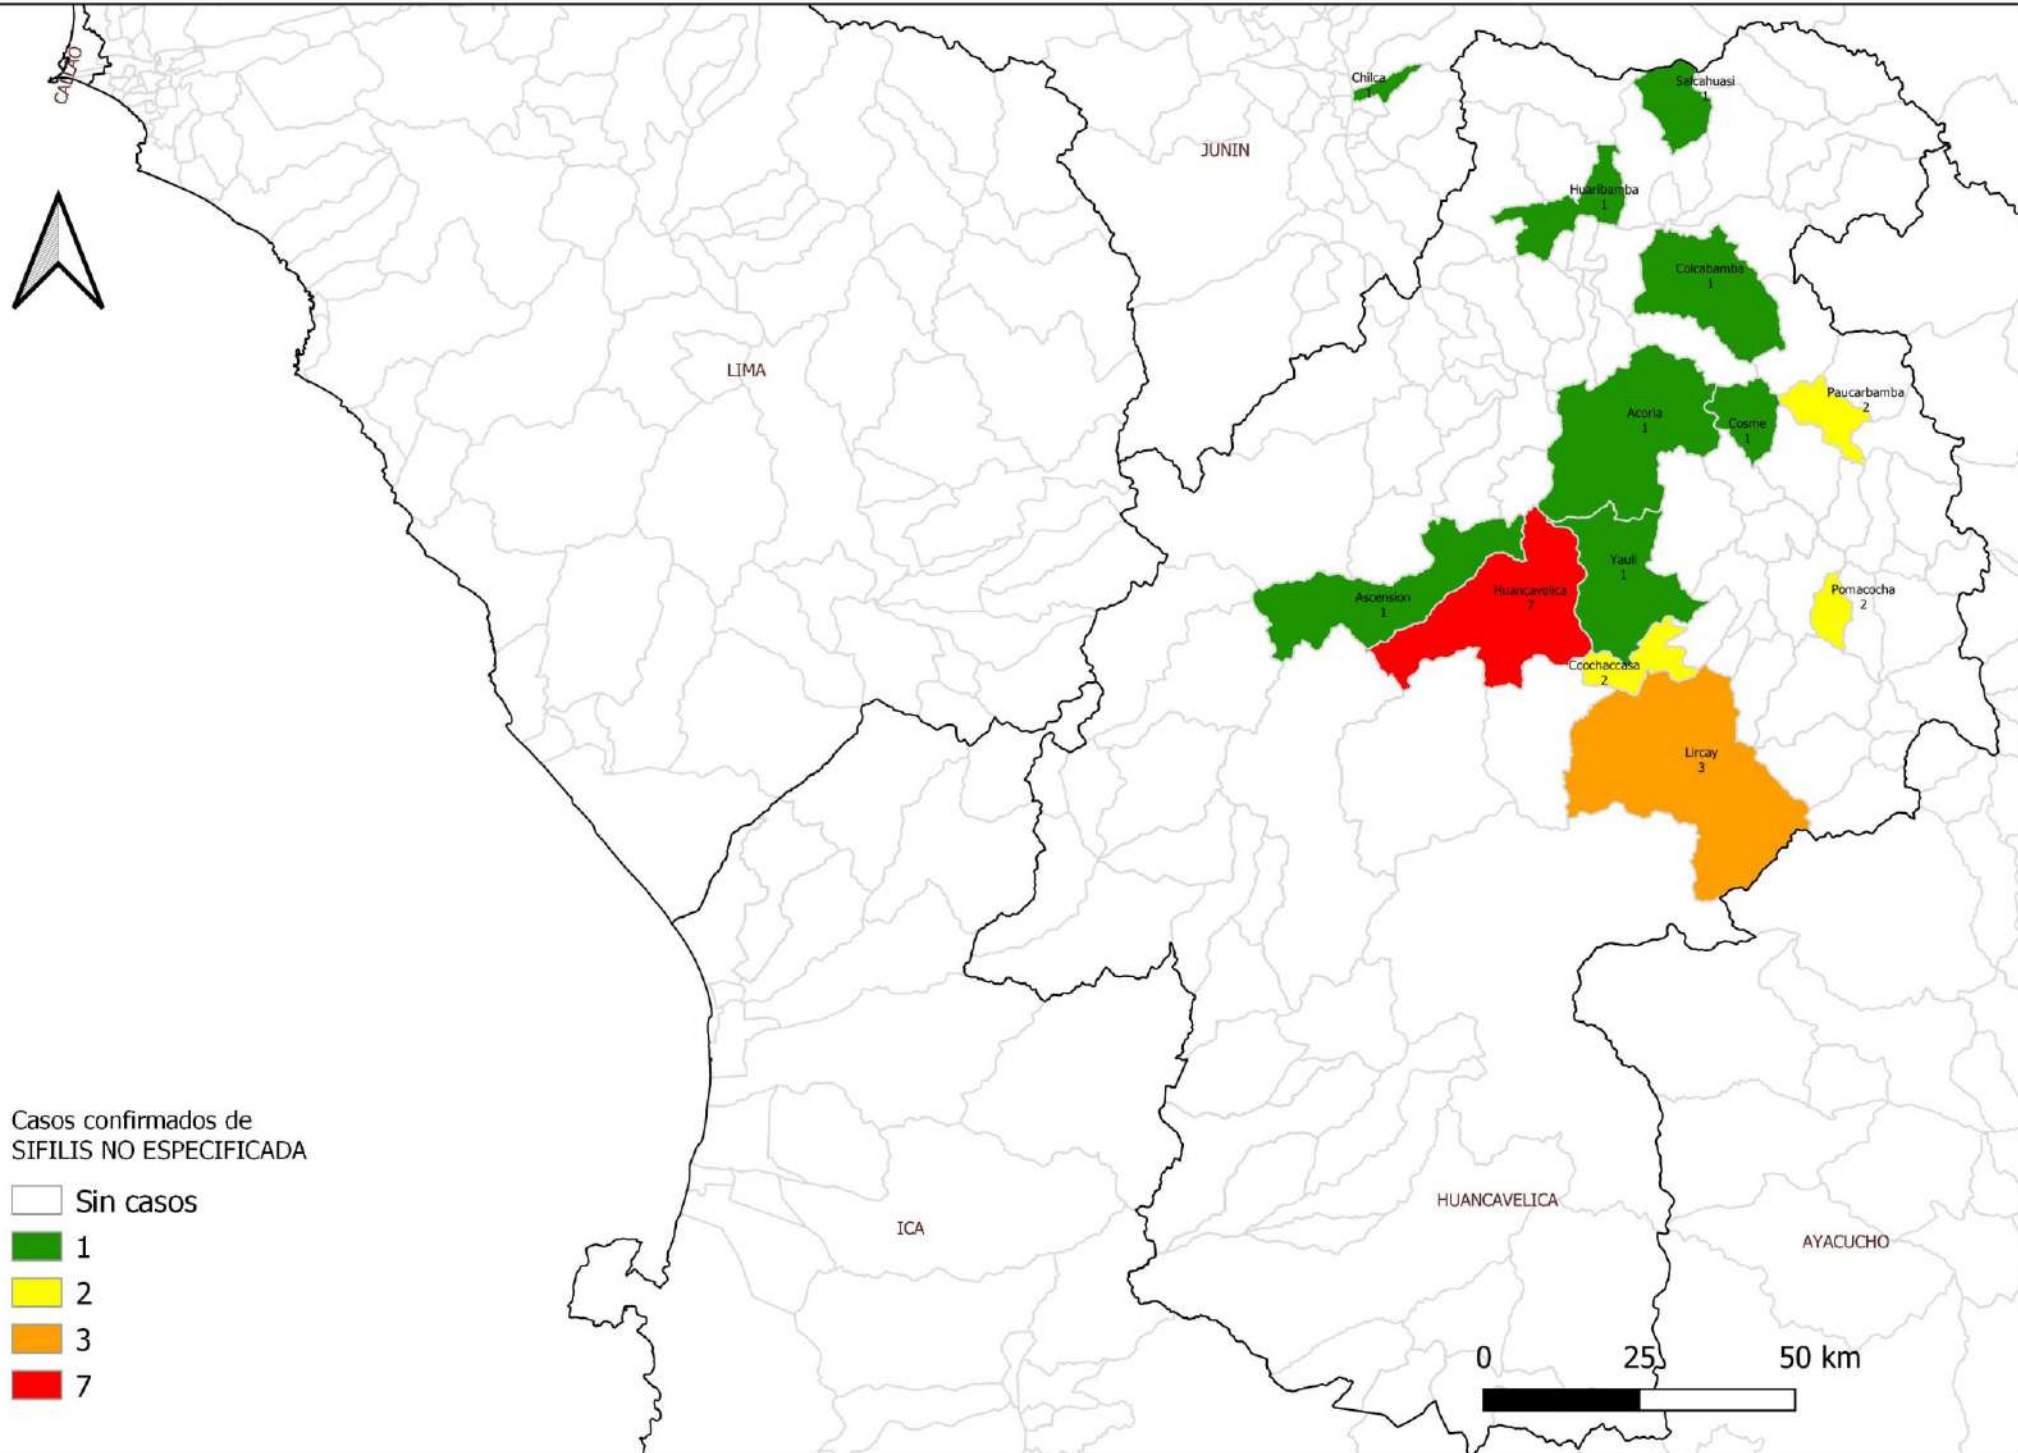 CALLAO
Chilca
1
Salcahuasi
1
JUNIN
Huaribamba
1
Colcabamba
1
LIMA
Paucarbamba
2
Acoria
1
Cosme
1
Yauli
1
Ascension
1
Huancavelica
7
Pomacocha
2
Ccochaccasa
2
Lircay
3
Casos confirmados de
SIFILIS NO ESPECIFICADA
Sin casos
1
2
3
7
ICA
HUANCAVELICA
AYACUCHO
0 25 50 km